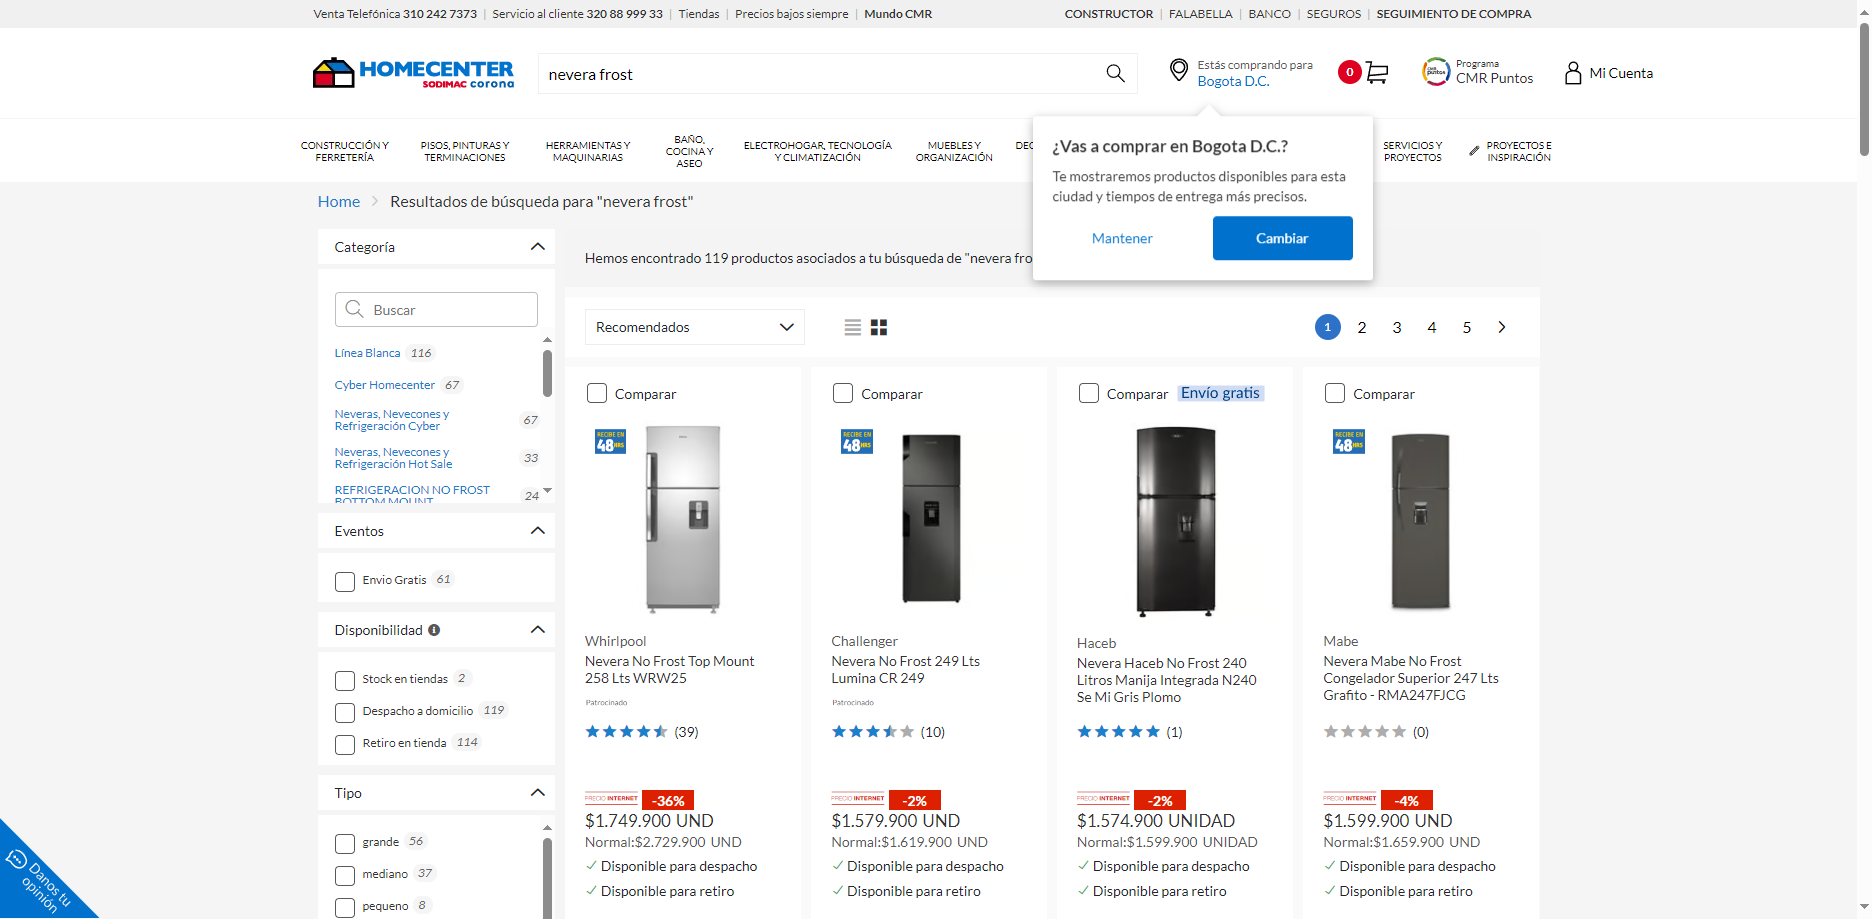 Venta Telefónica 310 242 7373 | Servicio al cliente 320 88 999 33 | Tiendas | Precios bajos siempre | Mundo CMR
CONSTRUCTOR | FALABELLA | BANCO | SEGUROS | SEGUIMIENTO DE COMPRA
HOMECENTER
SODIMAC corona
nevera frost
Estás comprando para
Bogota D.C.
0
CMR puntos
Programa
CMR Puntos
Mi Cuenta
CONSTRUCCIÓN Y
FERRETERÍA
PISOS, PINTURAS Y
TERMINACIONES
HERRAMIENTAS Y
MAQUINARIAS
BAÑO,
COCINA Y
ASEO
ELECTROHOGAR, TECNOLOGÍA
Y CLIMATIZACIÓN
MUEBLES Y
ORGANIZACIÓN
DEC
SERVICIOS Y
PROYECTOS
PROYECTOS E
INSPIRACIÓN
¿Vas a comprar en Bogota D.C.?
Te mostraremos productos disponibles para esta
ciudad y tiempos de entrega más precisos.
Mantener
Cambiar
Home
Resultados de búsqueda para "nevera frost"
Categoría
Buscar
Línea Blanca 116
Cyber Homecenter 67
Neveras, Nevecones y
Refrigeración Cyber 67
Neveras, Nevecones y
Refrigeración Hot Sale 33
REFRIGERACION NO FROST
BOTTOM MOUNT 24
Eventos
Envio Gratis 61
Disponibilidad
Stock en tiendas 2
Despacho a domicilio 119
Retiro en tienda 114
Tipo
grande 56
mediano 37
pequeno 8
Danos tu
opinión
Hemos encontrado 119 productos asociados a tu búsqueda de "nevera fro
Recomendados
1 2 3 4 5
Comparar
RECIBE EN
48HRS
Whirlpool
Nevera No Frost Top Mount
258 Lts WRW25
Patrocinado
(39)
PRECIO INTERNET -36%
$1.749.900 UND
Normal:$2.729.900 UND
Disponible para despacho
Disponible para retiro
Comparar
RECIBE EN
48HRS
Challenger
Nevera No Frost 249 Lts
Lumina CR 249
Patrocinado
(10)
PRECIO INTERNET -2%
$1.579.900 UND
Normal:$1.619.900 UND
Disponible para despacho
Disponible para retiro
Comparar Envío gratis
Haceb
Nevera Haceb No Frost 240
Litros Manija Integrada N240
Se Mi Gris Plomo
(1)
PRECIO INTERNET -2%
$1.574.900 UNIDAD
Normal:$1.599.900 UNIDAD
Disponible para despacho
Disponible para retiro
Comparar
RECIBE EN
48HRS
Mabe
Nevera Mabe No Frost
Congelador Superior 247 Lts
Grafito - RMA247FJCG
(0)
PRECIO INTERNET -4%
$1.599.900 UND
Normal:$1.659.900 UND
Disponible para despacho
Disponible para retiro